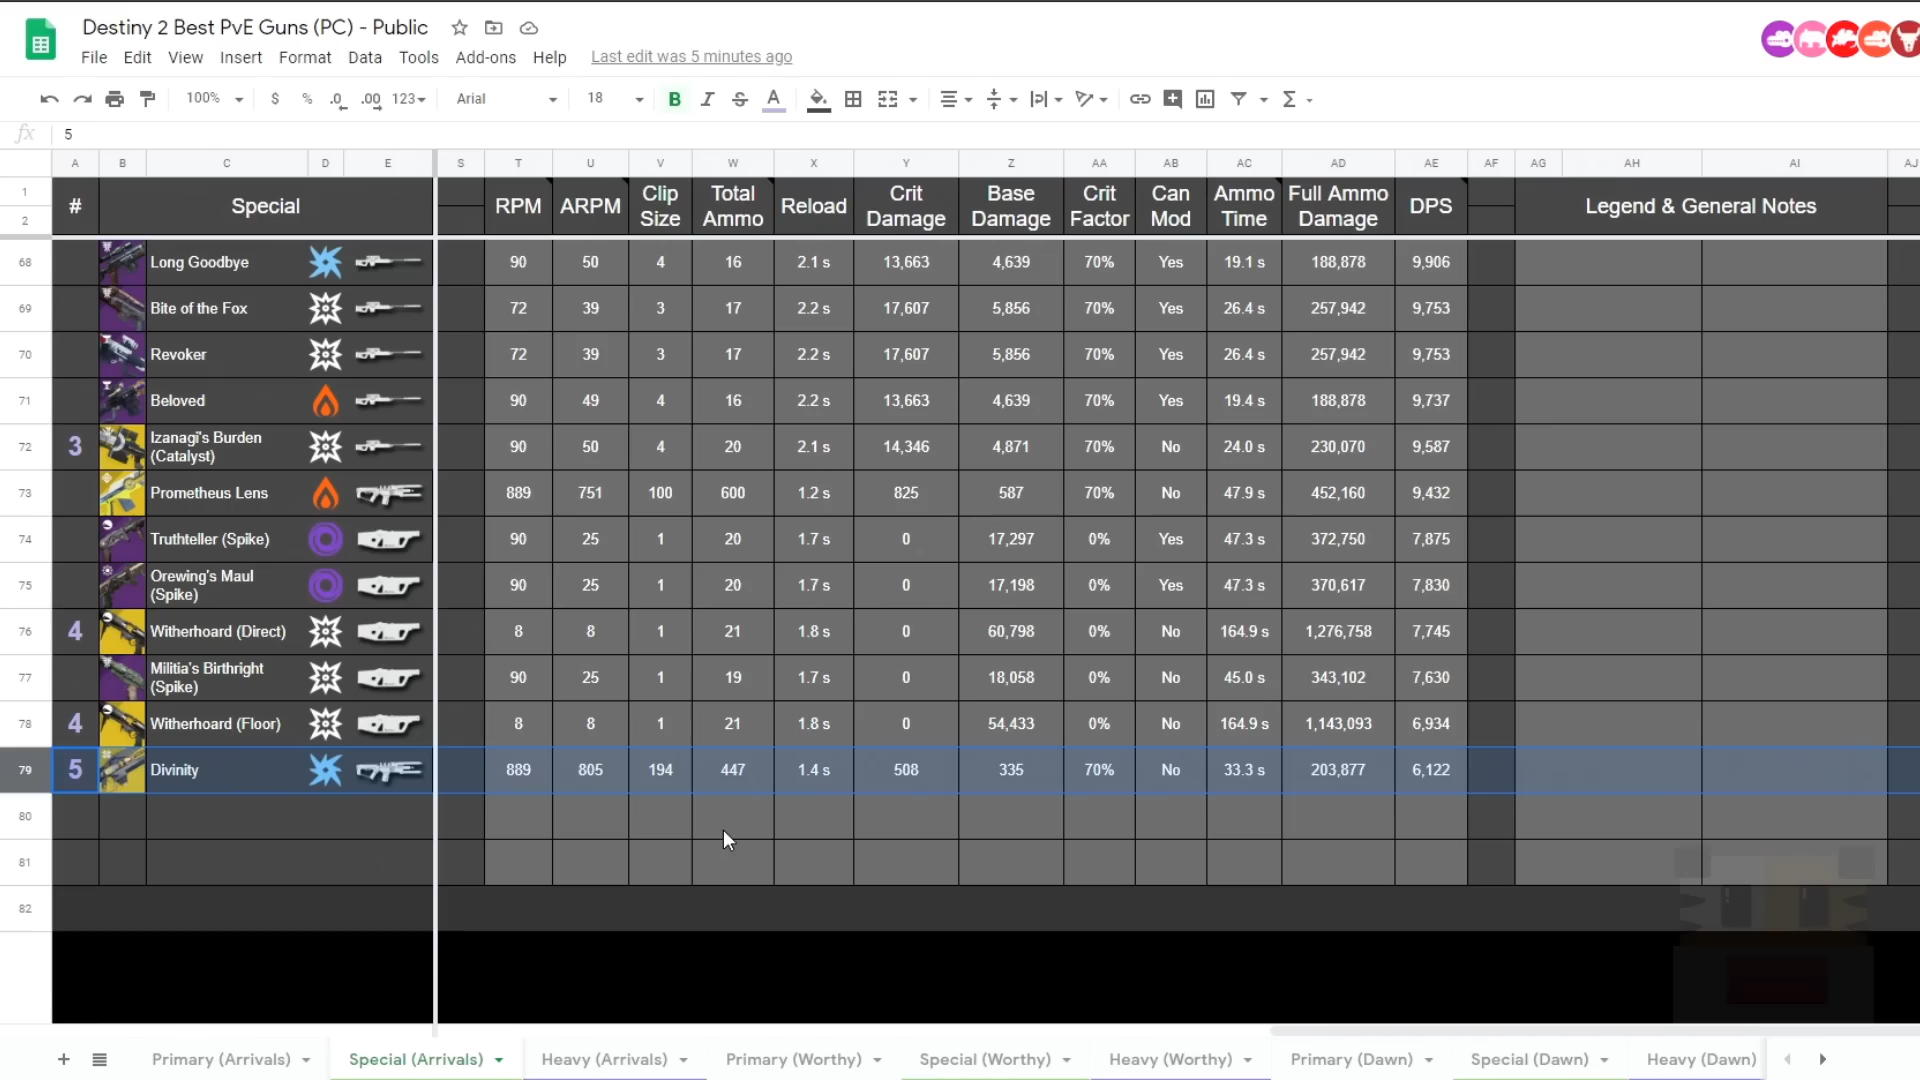 Destiny 2 Best PvE Guns (PC) - Public
File Edit View Insert Format Data Tools Add-ons Help Last edit was 5 minutes ago
100% $ % .0 .00 123 Arial 18 B I S A Σ
fx 5
A B C D E S T U V W X Y Z AA AB AC AD AE AF AG AH AI AJ
1 2 # Special RPM ARPM Clip Size Total Ammo Reload Crit Damage Base Damage Crit Factor Can Mod Ammo Time Full Ammo Damage DPS Legend & General Notes
68 Long Goodbye 90 50 4 16 2.1 s 13,663 4,639 70% Yes 19.1 s 188,878 9,906
69 Bite of the Fox 72 39 3 17 2.2 s 17,607 5,856 70% Yes 26.4 s 257,942 9,753
70 Revoker 72 39 3 17 2.2 s 17,607 5,856 70% Yes 26.4 s 257,942 9,753
71 Beloved 90 49 4 16 2.2 s 13,663 4,639 70% Yes 19.4 s 188,878 9,737
72 3 Izanagi's Burden (Catalyst) 90 50 4 20 2.1 s 14,346 4,871 70% No 24.0 s 230,070 9,587
73 Prometheus Lens 889 751 100 600 1.2 s 825 587 70% No 47.9 s 452,160 9,432
74 Truthteller (Spike) 90 25 1 20 1.7 s 0 17,297 0% Yes 47.3 s 372,750 7,875
75 Orewing's Maul (Spike) 90 25 1 20 1.7 s 0 17,198 0% Yes 47.3 s 370,617 7,830
76 4 Witherhoard (Direct) 8 8 1 21 1.8 s 0 60,798 0% No 164.9 s 1,276,758 7,745
77 Militia's Birthright (Spike) 90 25 1 19 1.7 s 0 18,058 0% No 45.0 s 343,102 7,630
78 4 Witherhoard (Floor) 8 8 1 21 1.8 s 0 54,433 0% No 164.9 s 1,143,093 6,934
79 5 Divinity 889 805 194 447 1.4 s 508 335 70% No 33.3 s 203,877 6,122
80
81
82
+ Primary (Arrivals) Special (Arrivals) Heavy (Arrivals) Primary (Worthy) Special (Worthy) Heavy (Worthy) Primary (Dawn) Special (Dawn) Heavy (Dawn)